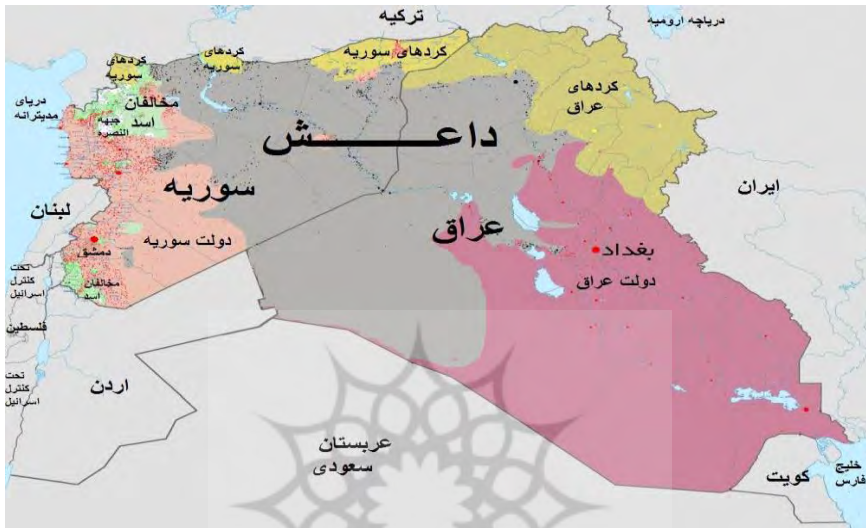 ترکیه
دریاچه ارومیه
کردهای
سوریه
کردهای
سوریه
کردهای سوریه
کردهای
عراق
دریای
مدیترانه
مخالفان
اسد
جبهه
النصره
داعـــــش
سوریه
ایران
لبنان
دولت سوریه
عراق
دمشق
بغداد
دولت عراق
تحت
کنترل
اسرائیل
مخالفان
اسد
فلسطین
تحت
کنترل
اسرائیل
اردن
عربستان
سعودی
کویت
خلیج
فارس